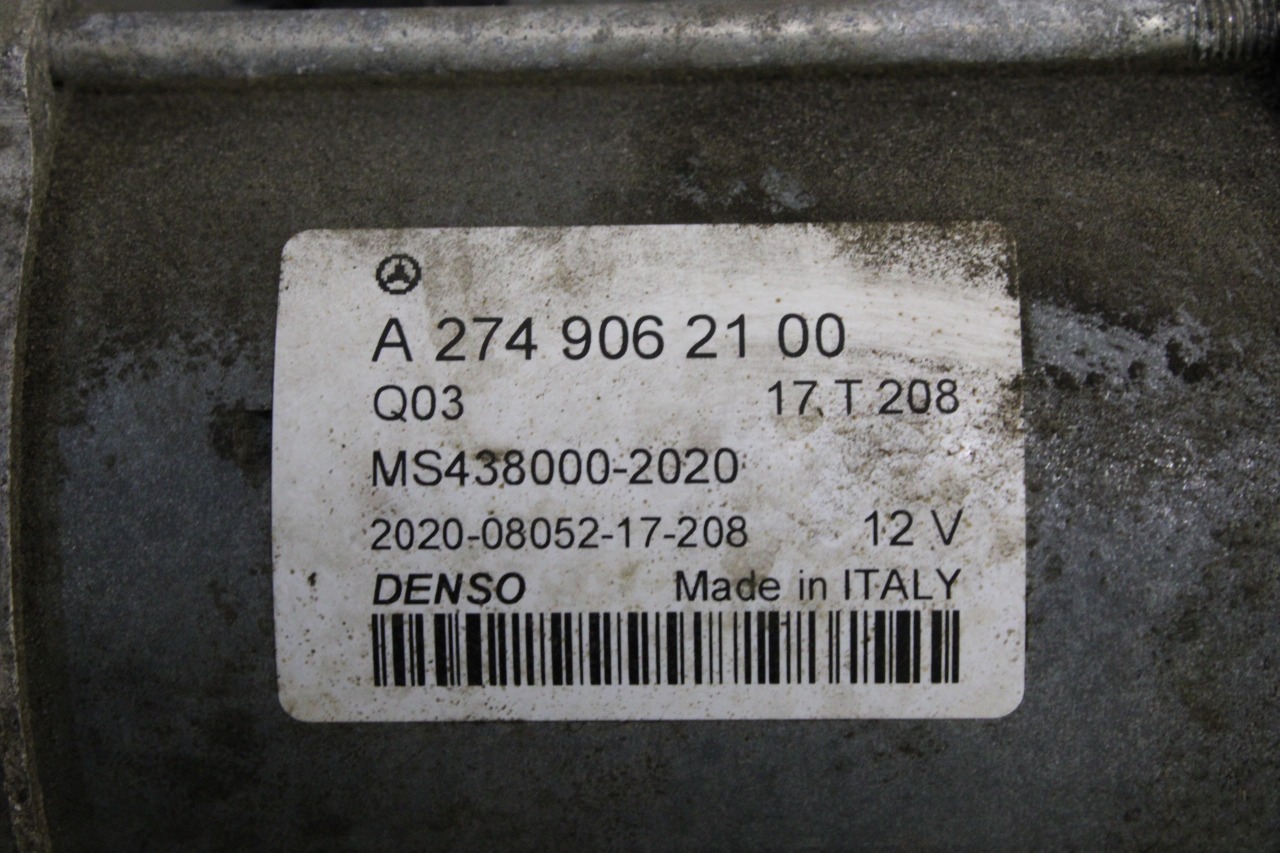 A 274 906 21 00
Q03 17 T 208
MS438000-2020
2020-08052-17-208 12 V
DENSO Made in ITALY